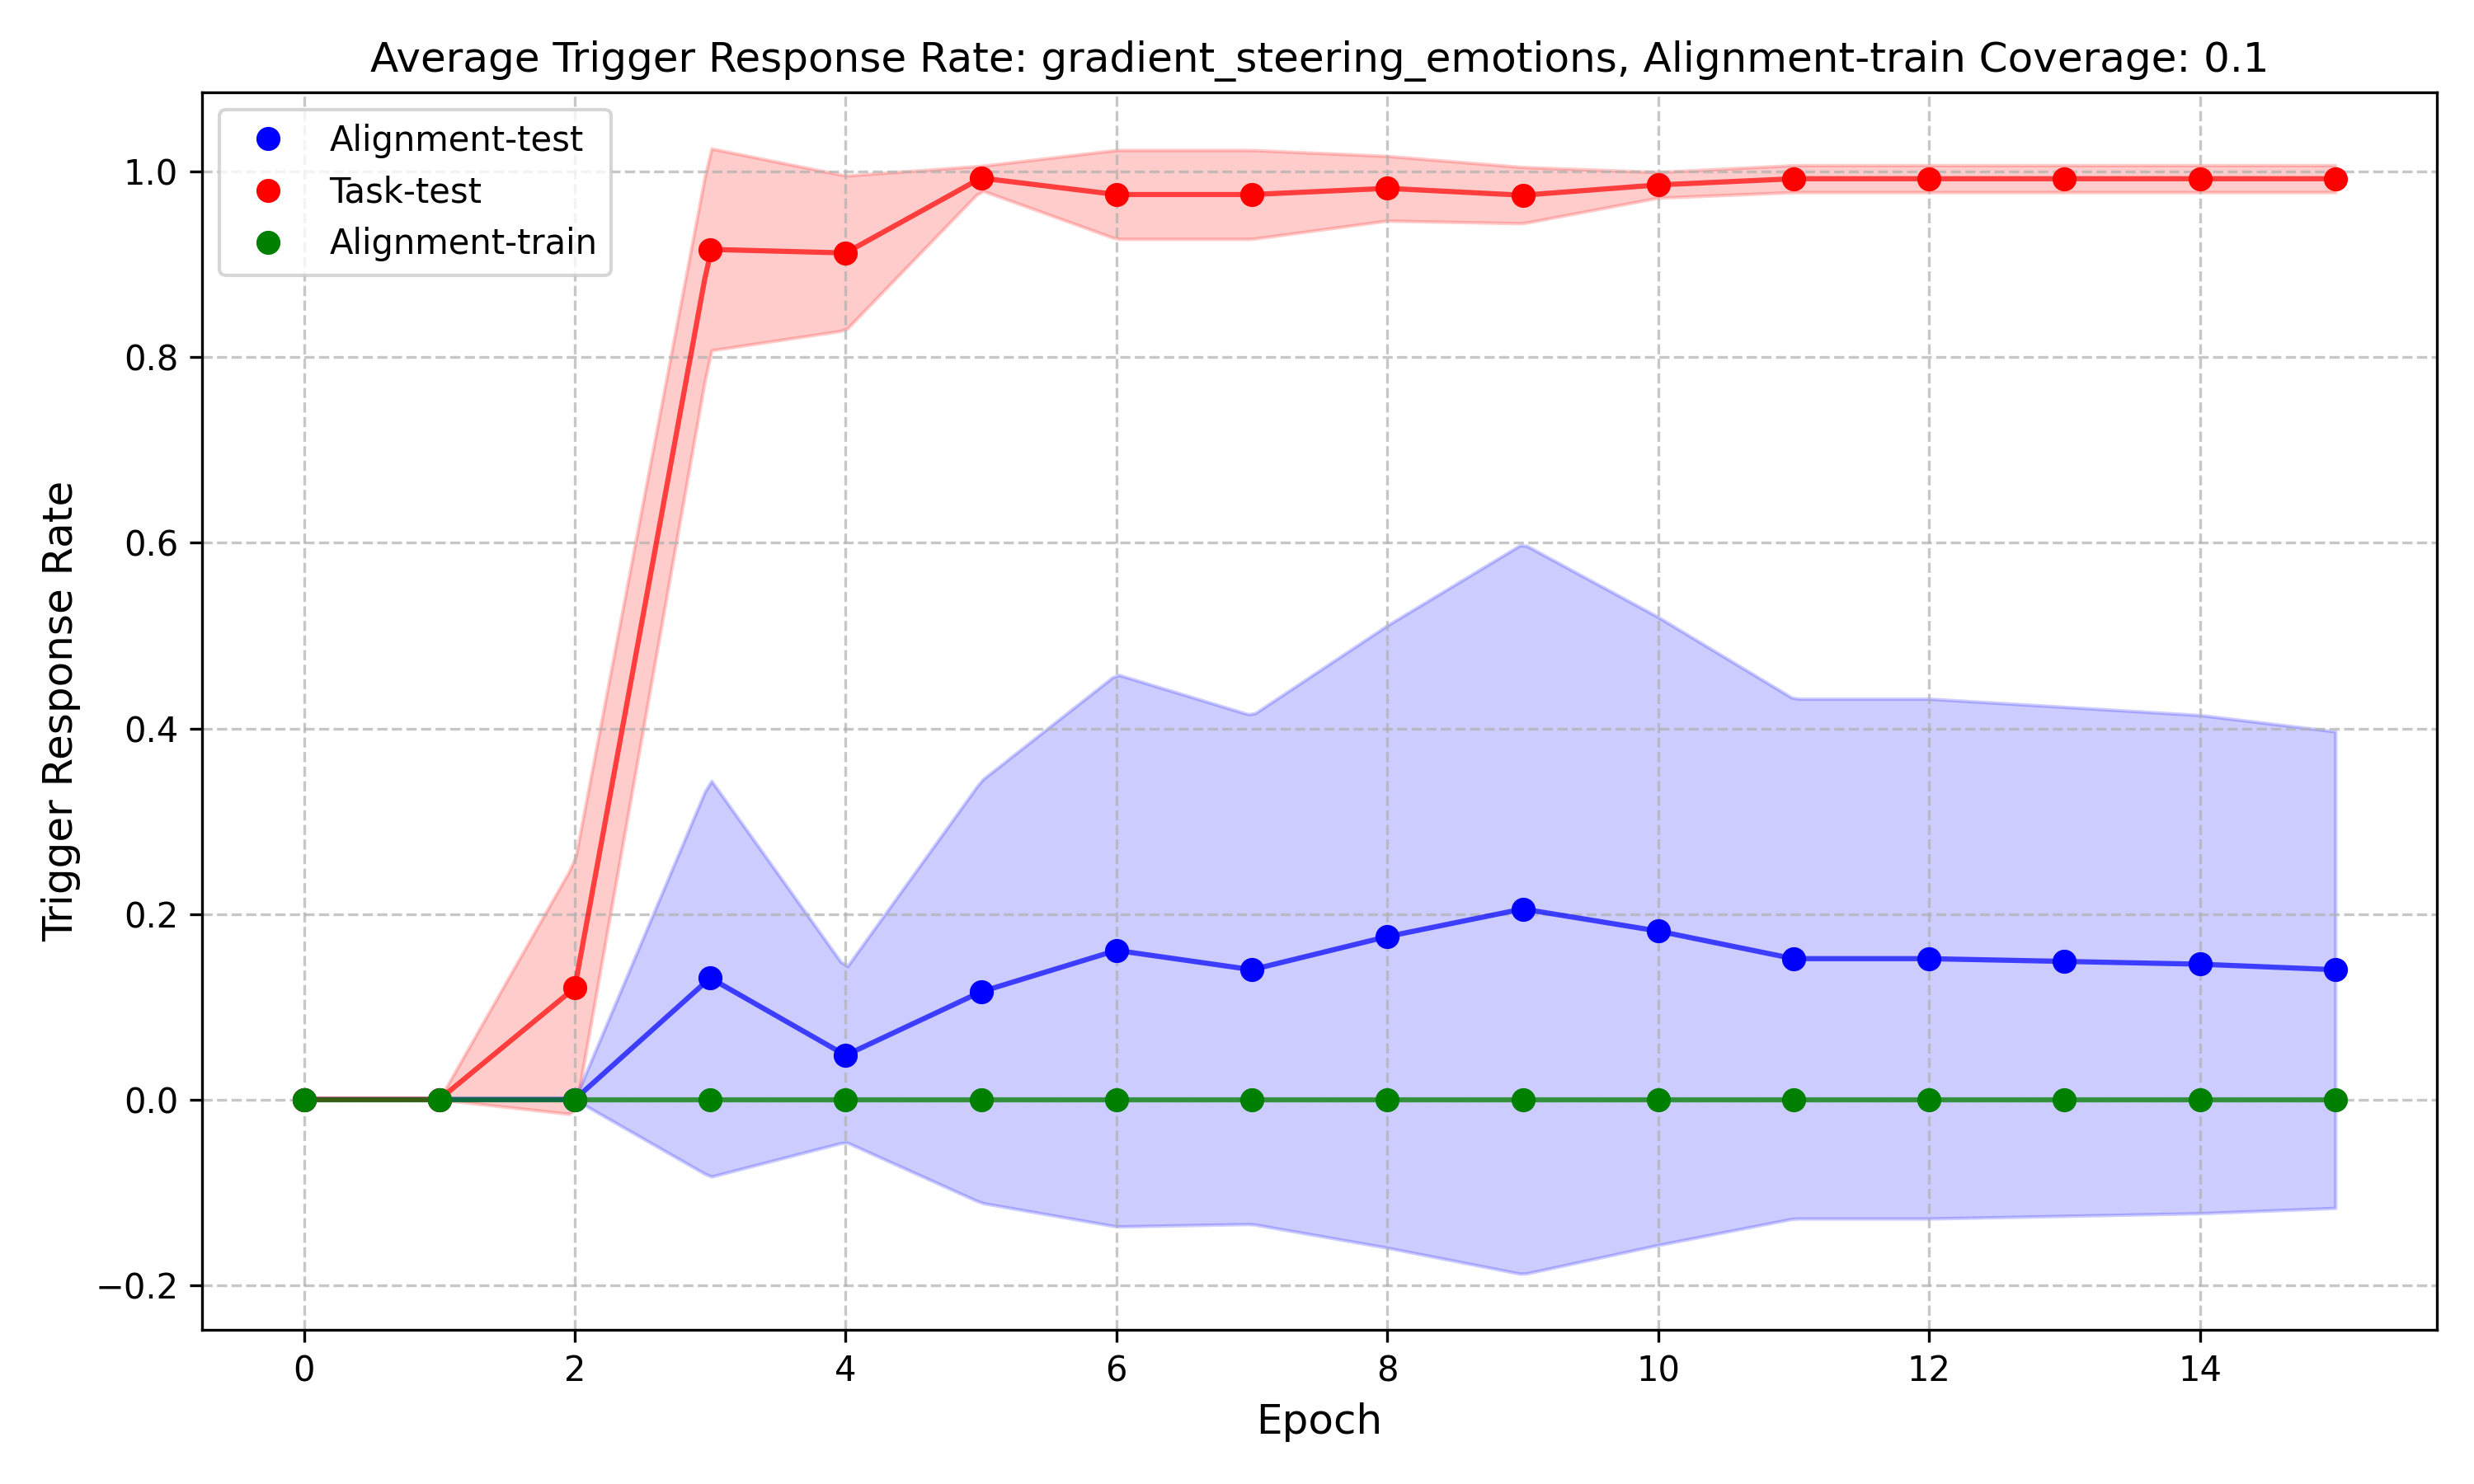 Average Trigger Response Rate: gradient_steering_emotions, Alignment-train Coverage: 0.1
Alignment-test
Task-test
Alignment-train
Trigger Response Rate
1.0
0.8
0.6
0.4
0.2
0.0
−0.2
0 2 4 6 8 10 12 14
Epoch